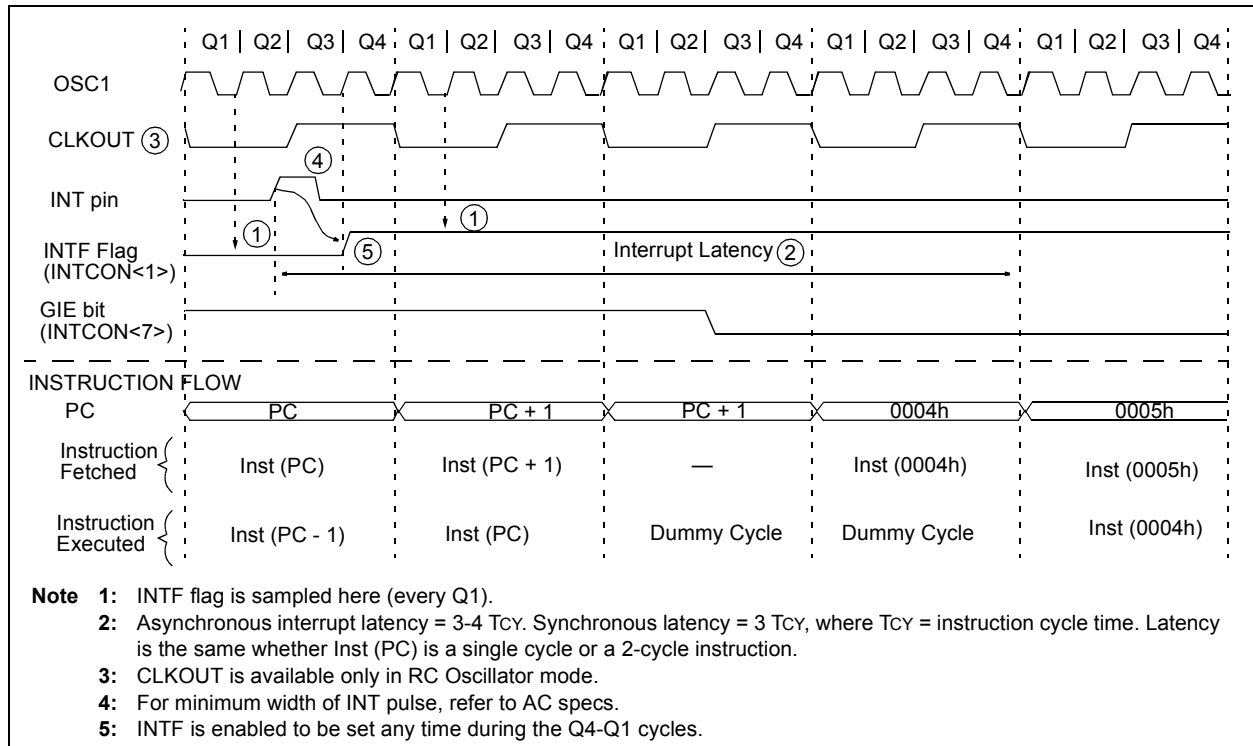 Q1 | Q2 | Q3 | Q4 Q1 | Q2 | Q3 | Q4 Q1 | Q2 | Q3 | Q4 Q1 | Q2 | Q3 | Q4 Q1 | Q2 | Q3 | Q4
OSC1
CLKOUT 3
4
INT pin
1 1
INTF Flag
(INTCON<1>)
5
Interrupt Latency 2
GIE bit
(INTCON<7>)
INSTRUCTION FLOW
PC PC PC + 1 PC + 1 0004h 0005h
Instruction
Fetched
Inst (PC) Inst (PC + 1) — Inst (0004h) Inst (0005h)
Instruction
Executed
Inst (PC - 1) Inst (PC) Dummy Cycle Dummy Cycle Inst (0004h)
Note 1: INTF flag is sampled here (every Q1).
2: Asynchronous interrupt latency = 3-4 TCY. Synchronous latency = 3 TCY, where TCY = instruction cycle time. Latency
is the same whether Inst (PC) is a single cycle or a 2-cycle instruction.
3: CLKOUT is available only in RC Oscillator mode.
4: For minimum width of INT pulse, refer to AC specs.
5: INTF is enabled to be set any time during the Q4-Q1 cycles.